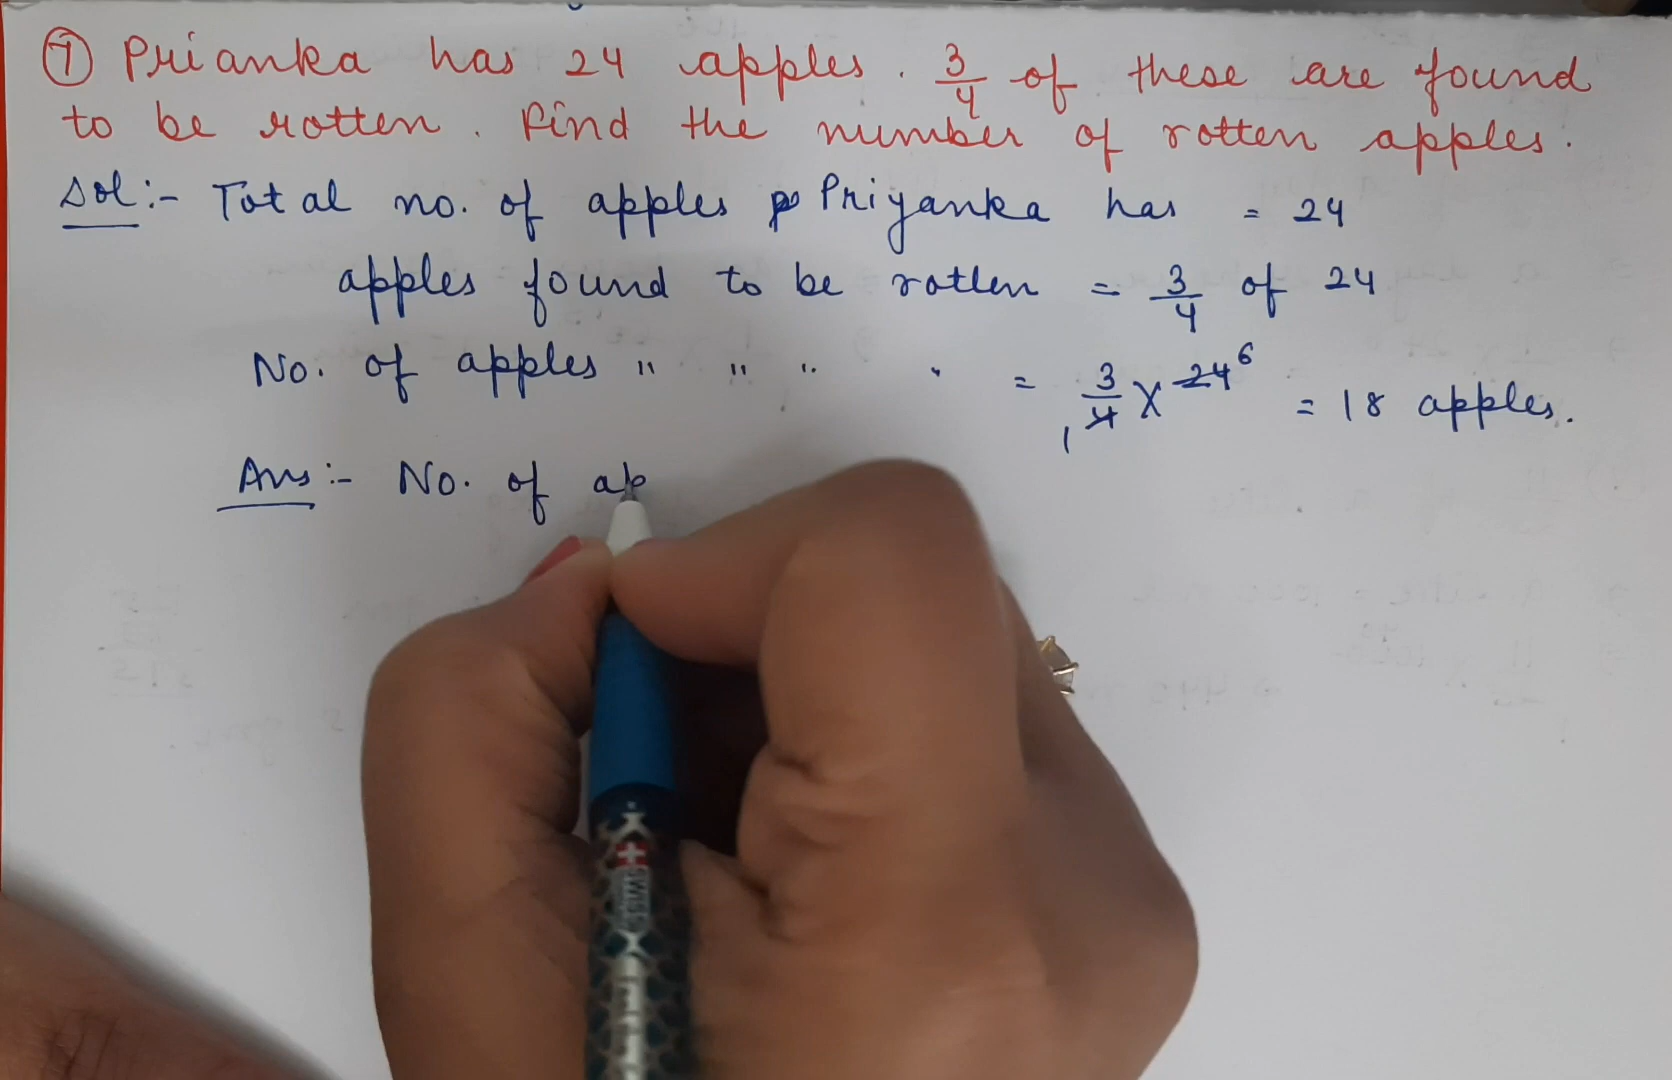 ⑦ Prianka has 24 apples. 3/4 of these are found
to be rotten. Find the number of rotten apples.
Sol:- Total no. of apples Priyanka has = 24
apples found to be rotten = 3/4 of 24
No. of apples " " " " = 3/4 1 X 24 6 = 18 apples.
Ans:- No. of ap
SWISS